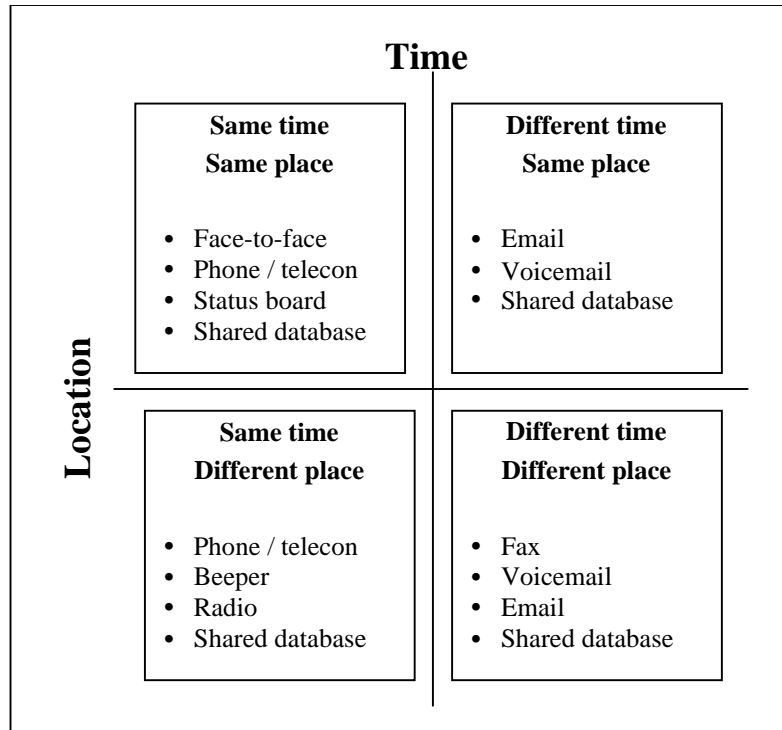 Time
Location
Same time
Same place
• Face-to-face
• Phone / telecon
• Status board
• Shared database
Different time
Same place
• Email
• Voicemail
• Shared database
Same time
Different place
• Phone / telecon
• Beeper
• Radio
• Shared database
Different time
Different place
• Fax
• Voicemail
• Email
• Shared database